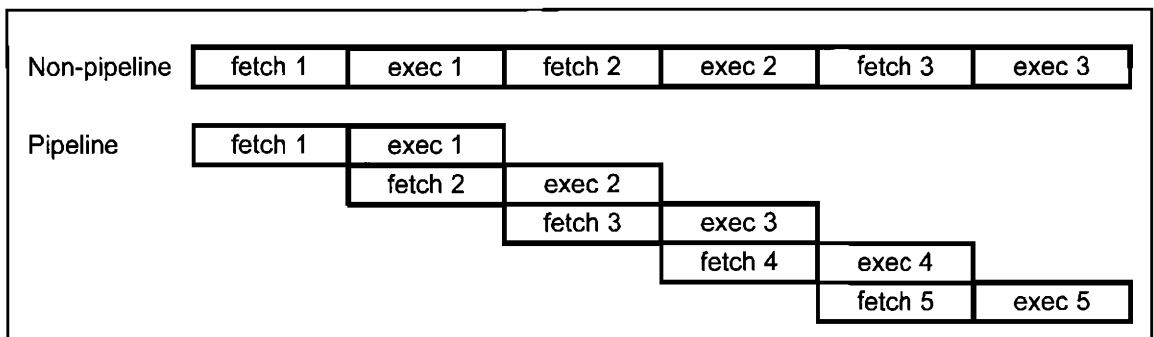 Non-pipeline fetch 1 exec 1 fetch 2 exec 2 fetch 3 exec 3
Pipeline fetch 1 exec 1
fetch 2 exec 2
fetch 3 exec 3
fetch 4 exec 4
fetch 5 exec 5